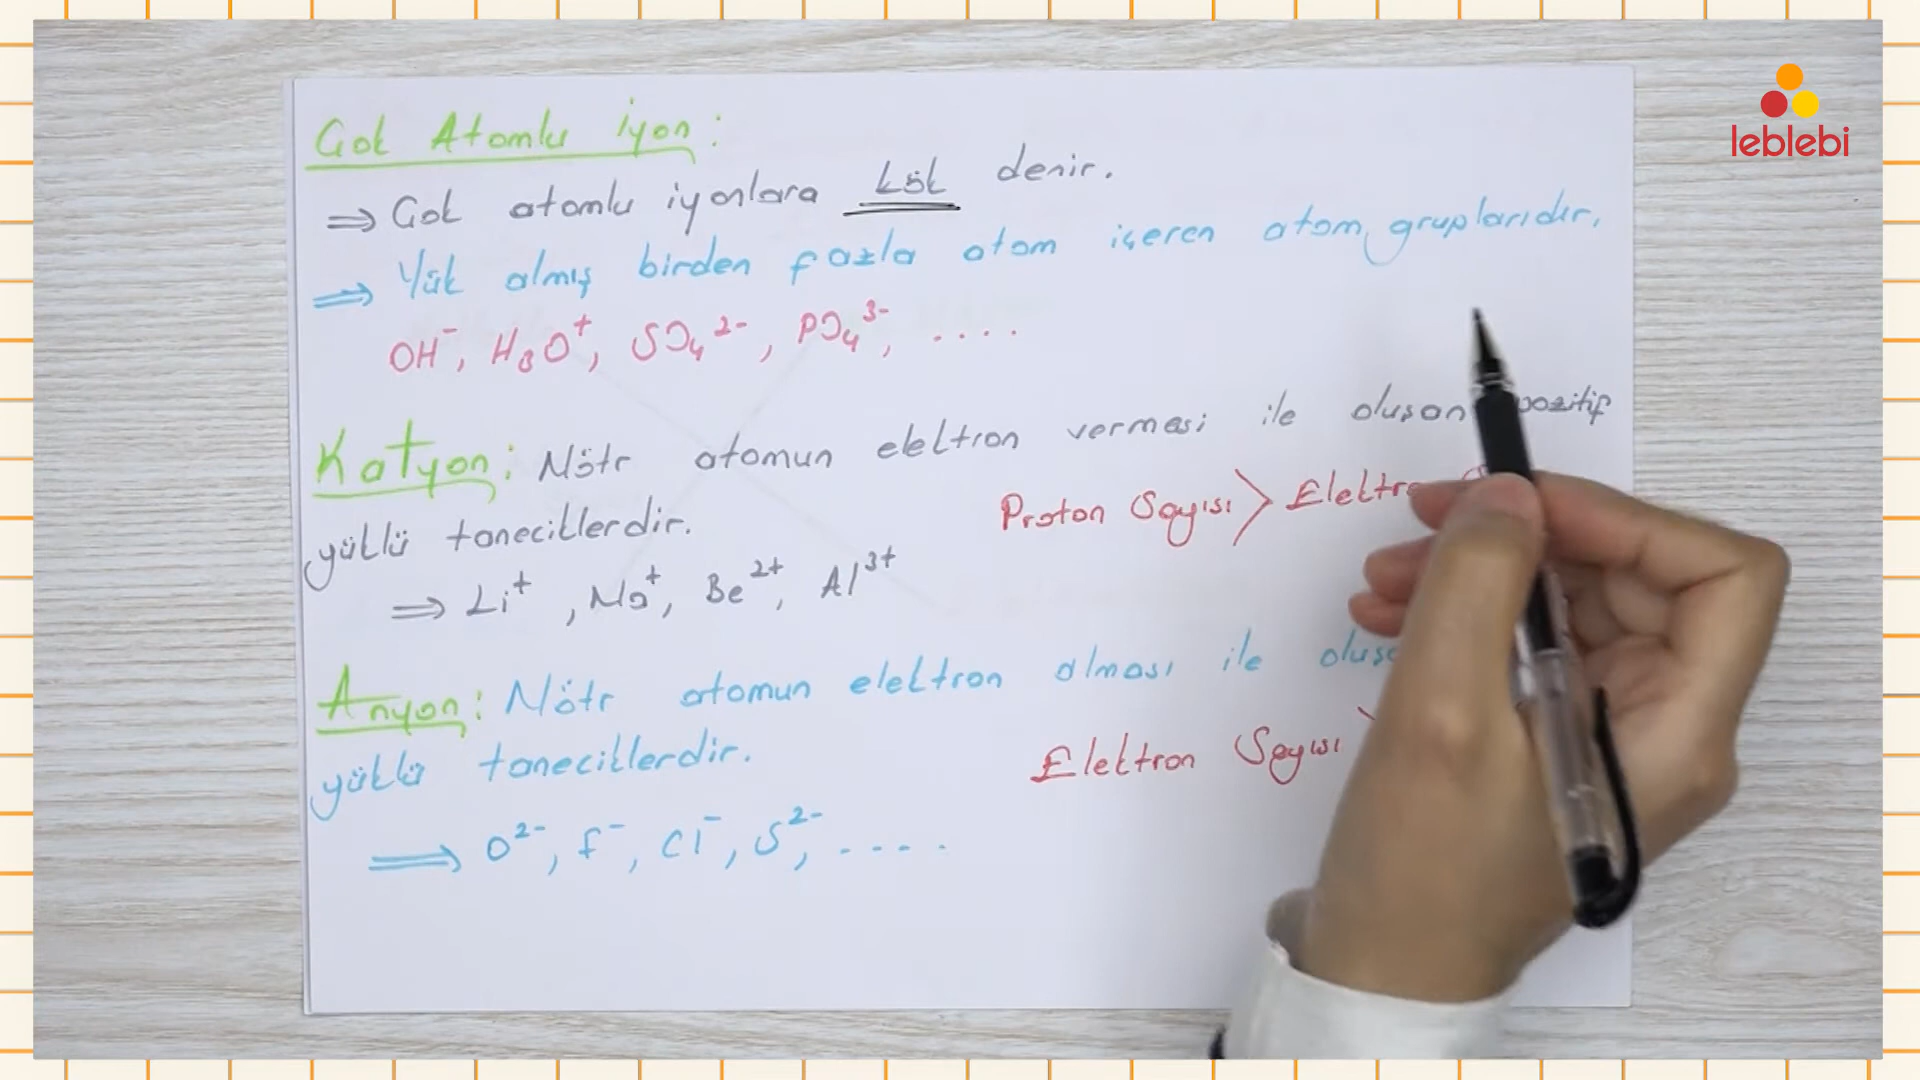 Çok Atomlu İyon:
⇒ Çok atomlu iyonlara kök denir.
⇒ Yük almış birden fazla atom içeren atom gruplarıdır.
OH⁻, H₃O⁺, SO₄²⁻, PO₄³⁻, ....
Katyon: Nötr atomun elektron vermesi ile oluşan pozitif
yüklü taneciklerdir.
Proton Sayısı > Elektro
⇒ Li⁺, Na⁺, Be²⁺, Al³⁺
Anyon: Nötr atomun elektron alması ile oluşa
yüklü taneciklerdir.
Elektron Sayısı >
⇒ O²⁻, F⁻, Cl⁻, S²⁻, ....
leblebi